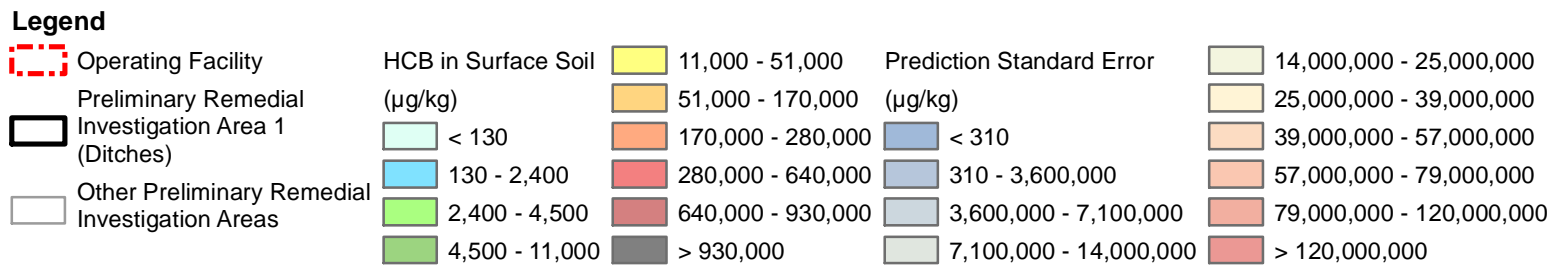 Legend
Operating Facility
Preliminary Remedial
Investigation Area 1
(Ditches)
Other Preliminary Remedial
Investigation Areas
HCB in Surface Soil
(µg/kg)
< 130
130 - 2,400
2,400 - 4,500
4,500 - 11,000
11,000 - 51,000
51,000 - 170,000
170,000 - 280,000
280,000 - 640,000
640,000 - 930,000
> 930,000
Prediction Standard Error
(µg/kg)
< 310
310 - 3,600,000
3,600,000 - 7,100,000
7,100,000 - 14,000,000
14,000,000 - 25,000,000
25,000,000 - 39,000,000
39,000,000 - 57,000,000
57,000,000 - 79,000,000
79,000,000 - 120,000,000
> 120,000,000